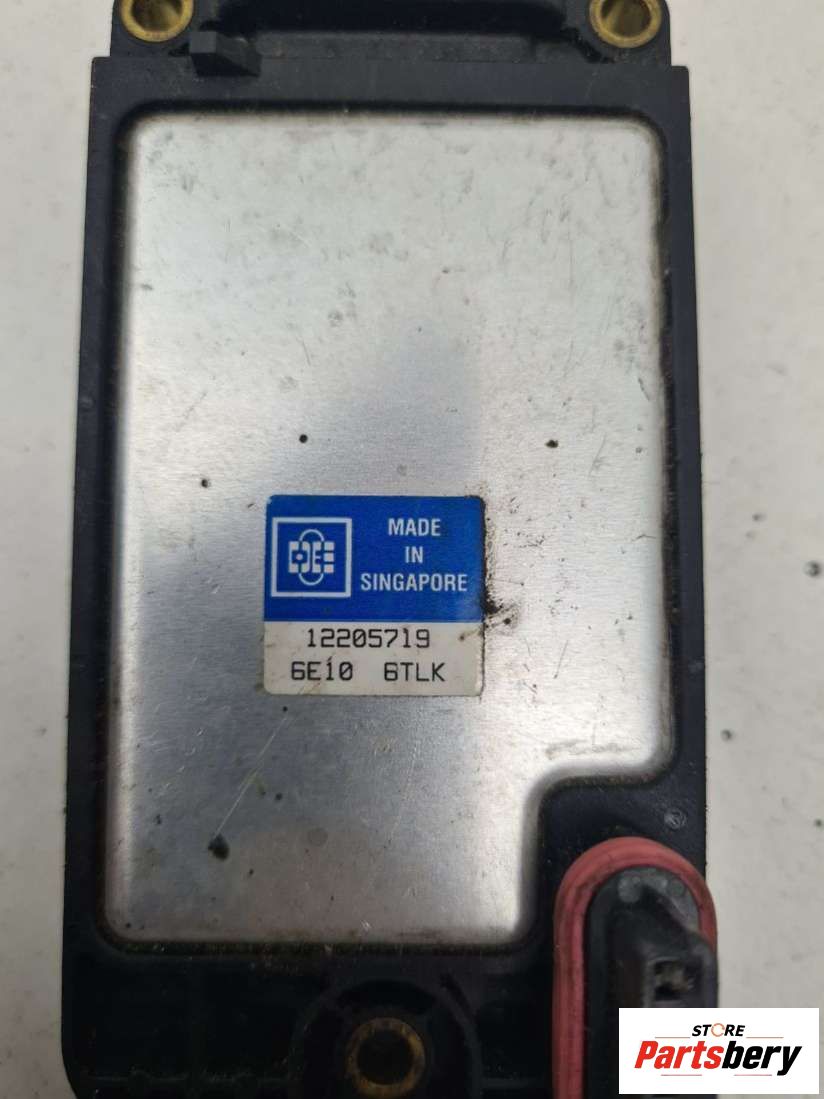 MADE
IN
SINGAPORE
12205719
6E10 6TLK
STORE
Partsbery